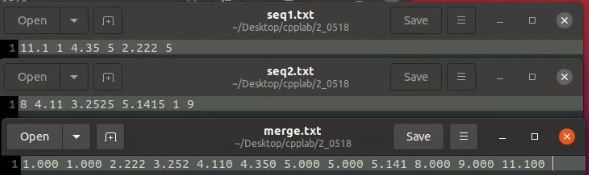 Open
seq1.txt
~/Desktop/cpplab/2_0518
Save
1 11.1 1 4.35 5 2.222 5
Open
seq2.txt
~/Desktop/cpplab/2_0518
Save
1 8 4.11 3.2525 5.1415 1 9
Open
merge.txt
~/Desktop/cpplab/2_0518
Save
1 1.000 1.000 2.222 3.252 4.110 4.350 5.000 5.000 5.141 8.000 9.000 11.100